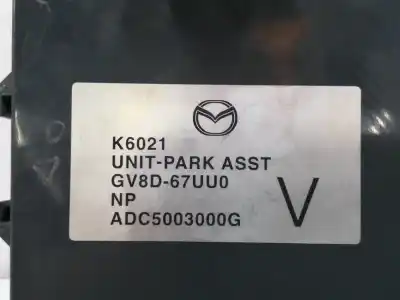 K6021
UNIT-PARK ASST
GV8D-67UU0
NP
ADC5003000G
V